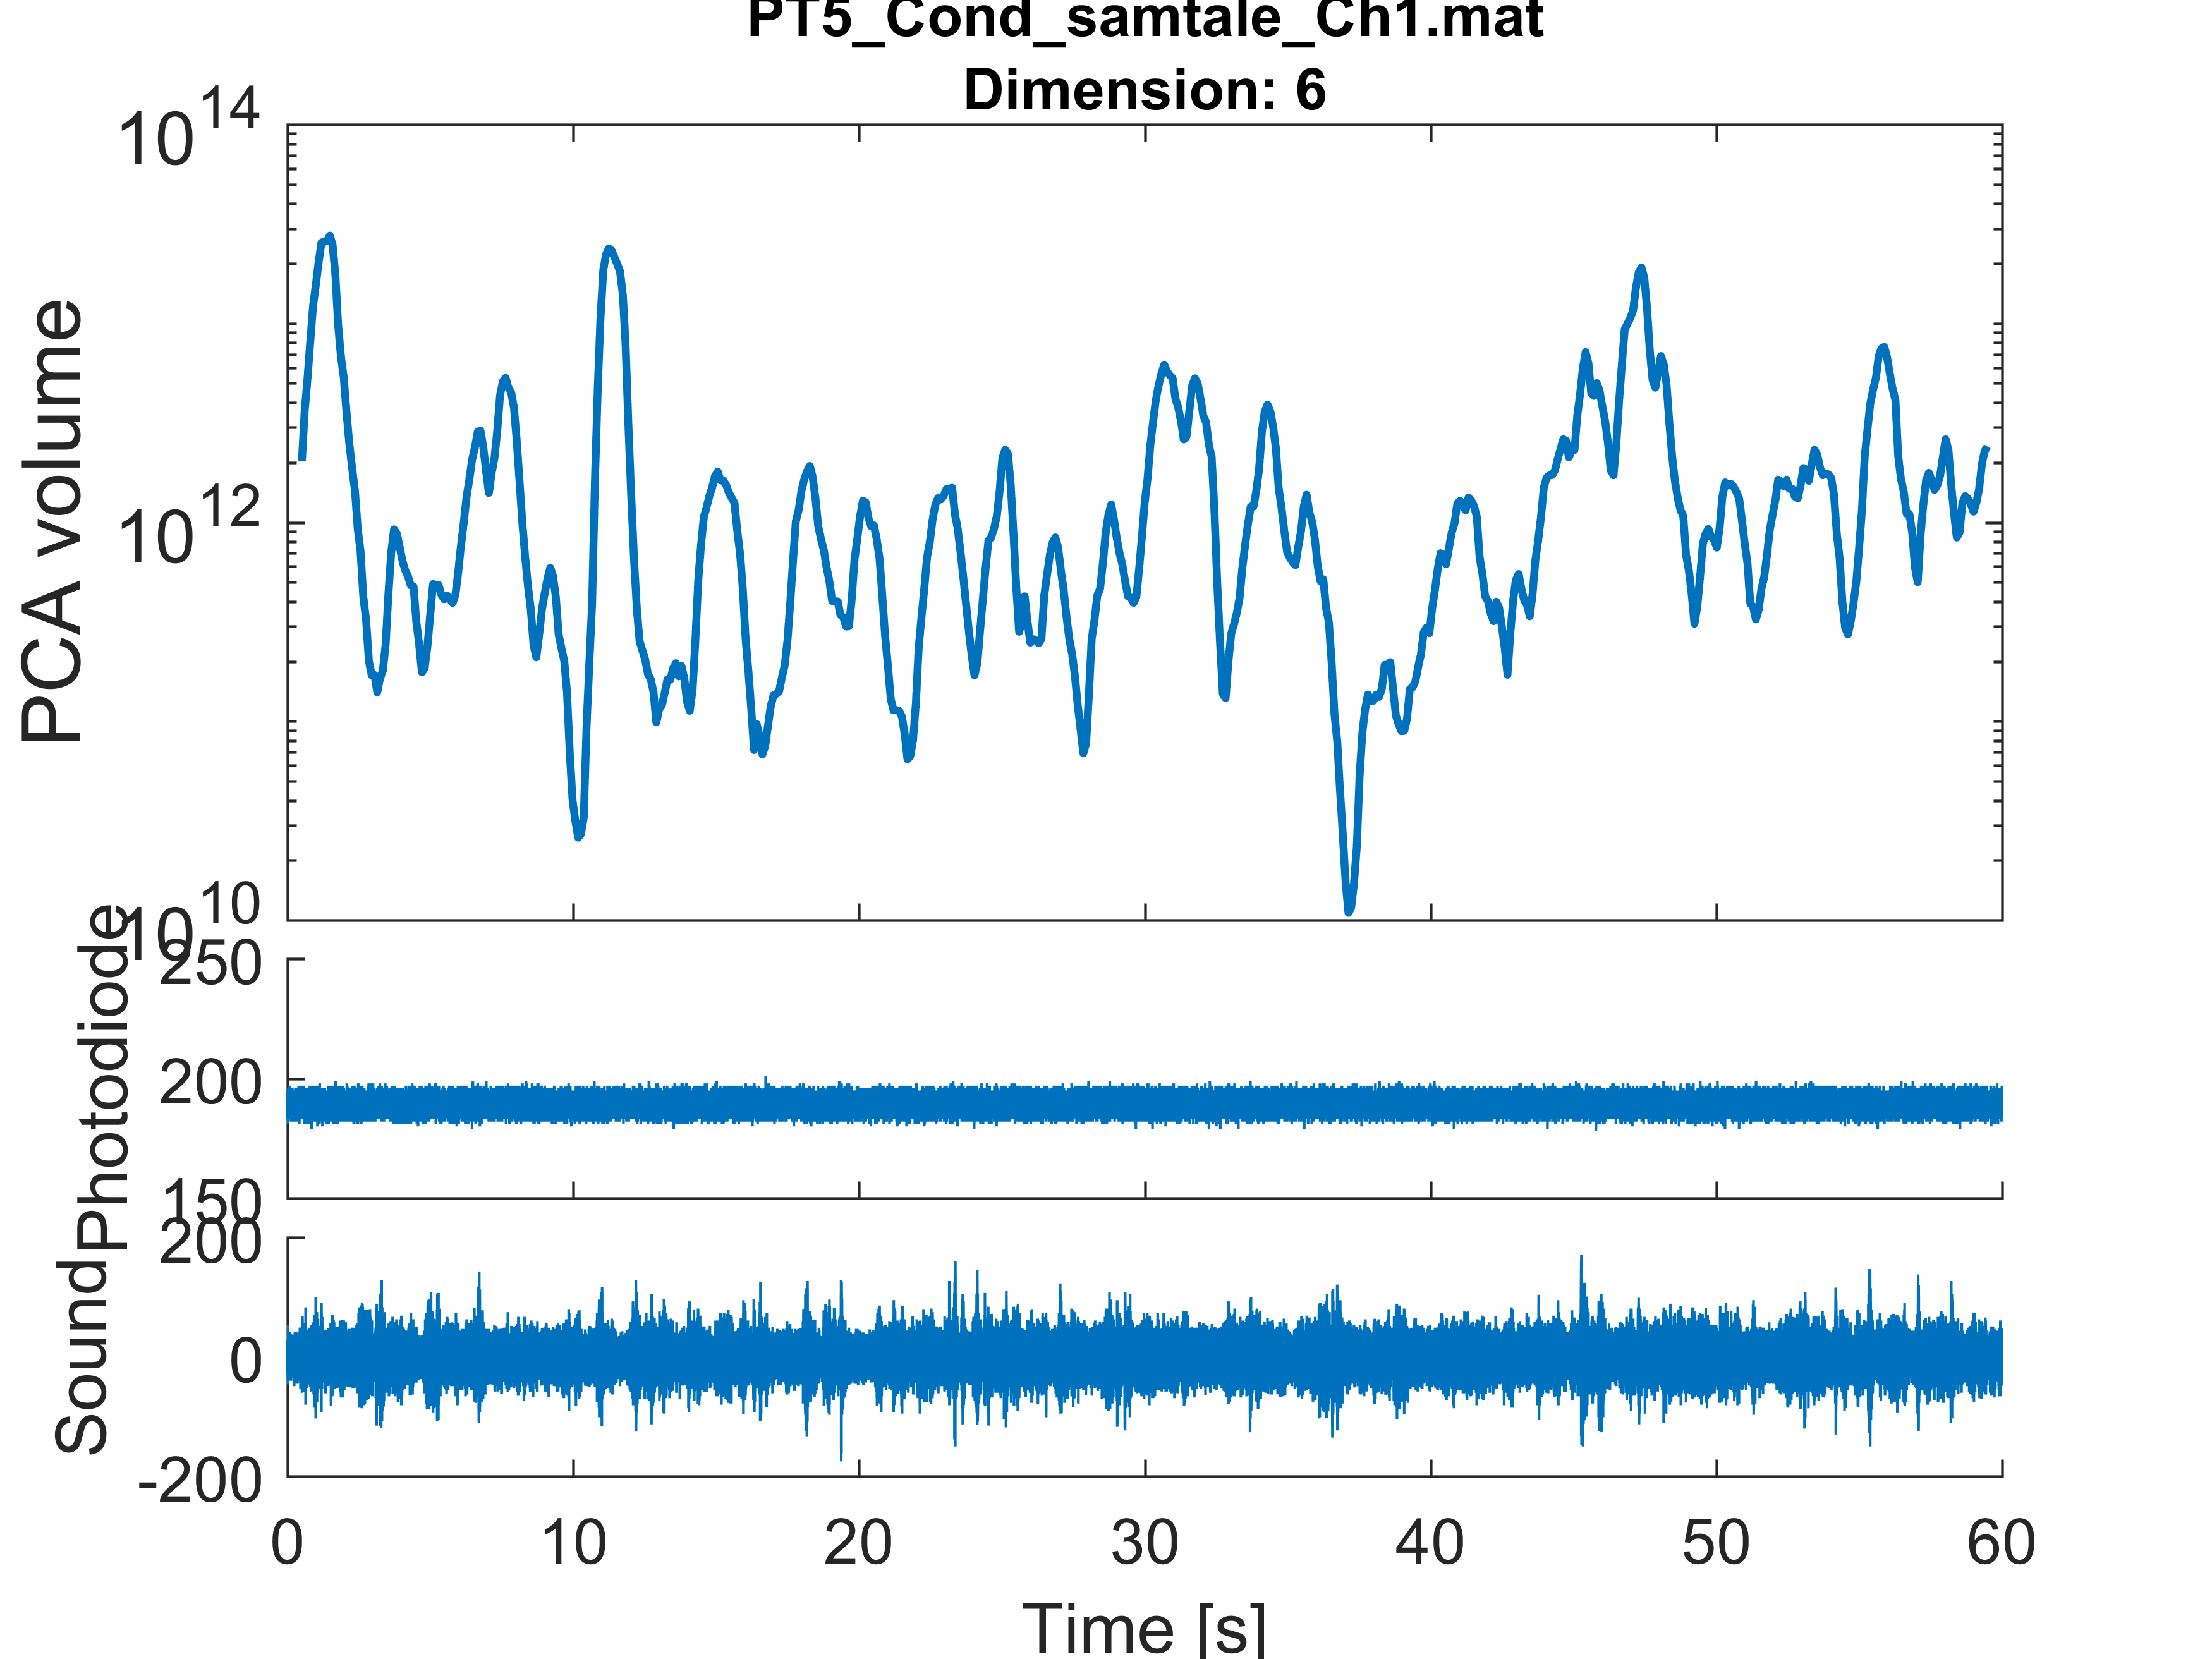 PT5_Cond_samtale_Ch1.mat
Dimension: 6
PCA volume
10^14
10^12
10^10
Photodiode
250
200
150
Sound
200
0
-200
0 10 20 30 40 50 60
Time [s]